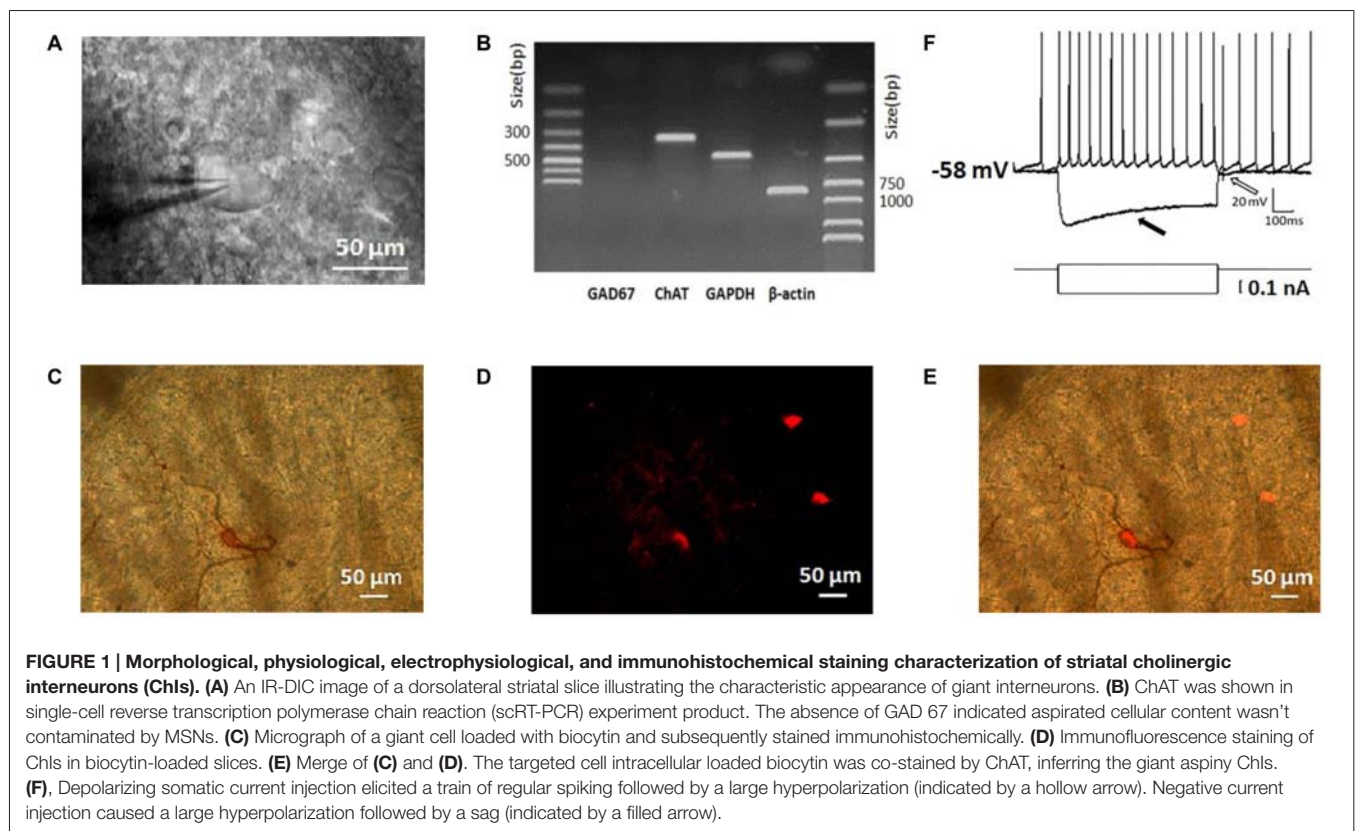 A
50 μm
B
Size(bp)
300
500
Size(bp)
750
1000
GAD67 ChAT GAPDH β-actin
F
-58 mV
20 mV
100ms
0.1 nA
C
50 μm
D
50 μm
E
50 μm
FIGURE 1 | Morphological, physiological, electrophysiological, and immunohistochemical staining characterization of striatal cholinergic
interneurons (ChIs). (A) An IR-DIC image of a dorsolateral striatal slice illustrating the characteristic appearance of giant interneurons. (B) ChAT was shown in
single-cell reverse transcription polymerase chain reaction (scRT-PCR) experiment product. The absence of GAD 67 indicated aspirated cellular content wasn't
contaminated by MSNs. (C) Micrograph of a giant cell loaded with biocytin and subsequently stained immunohistochemically. (D) Immunofluorescence staining of
ChIs in biocytin-loaded slices. (E) Merge of (C) and (D). The targeted cell intracellular loaded biocytin was co-stained by ChAT, inferring the giant aspiny ChIs.
(F), Depolarizing somatic current injection elicited a train of regular spiking followed by a large hyperpolarization (indicated by a hollow arrow). Negative current
injection caused a large hyperpolarization followed by a sag (indicated by a filled arrow).